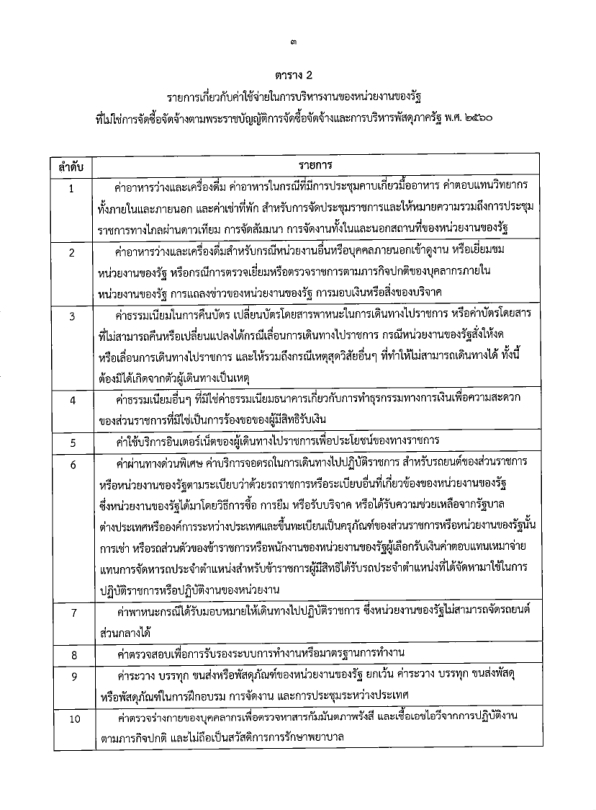 ๓
ตาราง 2
รายการเกี่ยวกับค่าใช้จ่ายในการบริหารงานของหน่วยงานของรัฐ
ที่ไม่ใช่การจัดซื้อจัดจ้างตามพระราชบัญญัติการจัดซื้อจัดจ้างและการบริหารพัสดุภาครัฐ พ.ศ. ๒๕๖๐
ลำดับ รายการ
1 ค่าอาหารว่างและเครื่องดื่ม ค่าอาหารในกรณีที่มีการประชุมคาบเกี่ยวมื้ออาหาร ค่าตอบแทนวิทยากร
ทั้งภายในและภายนอก และค่าเช่าที่พัก สำหรับการจัดประชุมราชการและให้หมายความรวมถึงการประชุม
ราชการทางไกลผ่านดาวเทียม การจัดสัมมนา การจัดงานทั้งในและนอกสถานที่ของหน่วยงานของรัฐ
2 ค่าอาหารว่างและเครื่องดื่มสำหรับกรณีหน่วยงานอื่นหรือบุคคลภายนอกเข้าดูงาน หรือเยี่ยมชม
หน่วยงานของรัฐ หรือกรณีการตรวจเยี่ยมหรือตรวจราชการตามภารกิจปกติของบุคลากรภายใน
หน่วยงานของรัฐ การแถลงข่าวของหน่วยงานของรัฐ การมอบเงินหรือสิ่งของบริจาค
3 ค่าธรรมเนียมในการคืนบัตร เปลี่ยนบัตรโดยสารพาหนะในการเดินทางไปราชการ หรือค่าบัตรโดยสาร
ที่ไม่สามารถคืนหรือเปลี่ยนแปลงได้กรณีเลื่อนการเดินทางไปราชการ กรณีหน่วยงานของรัฐสั่งให้งด
หรือเลื่อนการเดินทางไปราชการ และให้รวมถึงกรณีเหตุสุดวิสัยอื่นๆ ที่ทำให้ไม่สามารถเดินทางได้ ทั้งนี้
ต้องมิได้เกิดจากตัวผู้เดินทางเป็นเหตุ
4 ค่าธรรมเนียมอื่นๆ ที่มิใช่ค่าธรรมเนียมธนาคารเกี่ยวกับการทำธุรกรรมทางการเงินเพื่อความสะดวก
ของส่วนราชการที่มิใช่เป็นการร้องขอของผู้มีสิทธิรับเงิน
5 ค่าใช้บริการอินเตอร์เน็ตของผู้เดินทางไปราชการเพื่อประโยชน์ของทางราชการ
6 ค่าผ่านทางด่วนพิเศษ ค่าบริการจอดรถในการเดินทางไปปฏิบัติราชการ สำหรับรถยนต์ของส่วนราชการ
หรือหน่วยงานของรัฐตามระเบียบว่าด้วยรถราชการหรือระเบียบอื่นที่เกี่ยวข้องของหน่วยงานของรัฐ
ซึ่งหน่วยงานของรัฐได้มาโดยวิธีการซื้อ การยืม หรือรับบริจาค หรือได้รับความช่วยเหลือจากรัฐบาล
ต่างประเทศหรือองค์การระหว่างประเทศและขึ้นทะเบียนเป็นครุภัณฑ์ของส่วนราชการหรือหน่วยงานของรัฐนั้น
การเช่า หรือรถส่วนตัวของข้าราชการหรือพนักงานของหน่วยงานของรัฐผู้เลือกรับเงินค่าตอบแทนเหมาจ่าย
แทนการจัดหารถประจำตำแหน่งสำหรับข้าราชการผู้มีสิทธิได้รับรถประจำตำแหน่งที่ได้จัดหามาใช้ในการ
ปฏิบัติราชการหรือปฏิบัติงานของหน่วยงาน
7 ค่าพาหนะกรณีได้รับมอบหมายให้เดินทางไปปฏิบัติราชการ ซึ่งหน่วยงานของรัฐไม่สามารถจัดรถยนต์
ส่วนกลางได้
8 ค่าตรวจสอบเพื่อการรับรองระบบการทำงานหรือมาตรฐานการทำงาน
9 ค่าระวาง บรรทุก ขนส่งหรือพัสดุภัณฑ์ของหน่วยงานของรัฐ ยกเว้น ค่าระวาง บรรทุก ขนส่งพัสดุ
หรือพัสดุภัณฑ์ในการฝึกอบรม การจัดงาน และการประชุมระหว่างประเทศ
10 ค่าตรวจร่างกายของบุคลากรเพื่อตรวจหาสารกัมมันตภาพรังสี และเชื้อเอชไอวีจากการปฏิบัติงาน
ตามภารกิจปกติ และไม่ถือเป็นสวัสดิการการรักษาพยาบาล